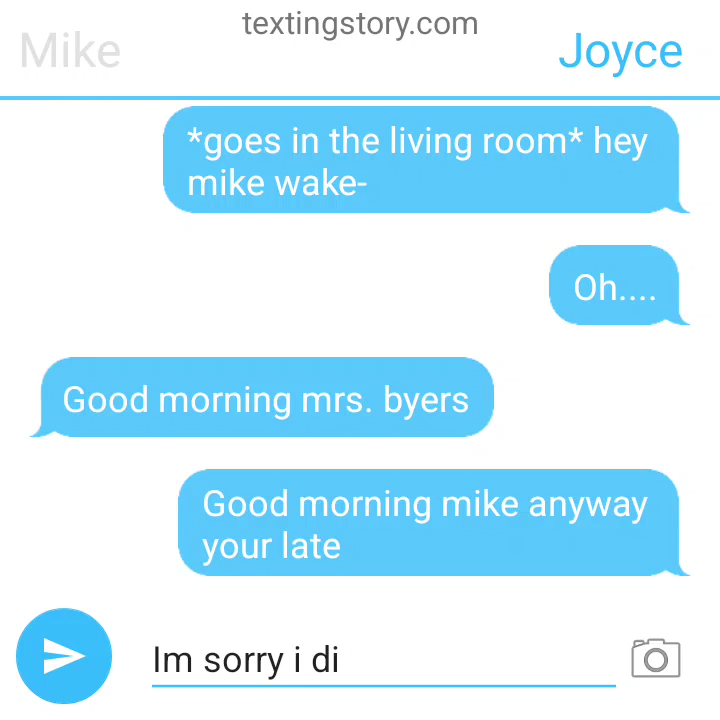 textingstory.com
Mike
Joyce
*goes in the living room* hey
mike wake-
Oh....
Good morning mrs. byers
Good morning mike anyway
your late
Im sorry i di